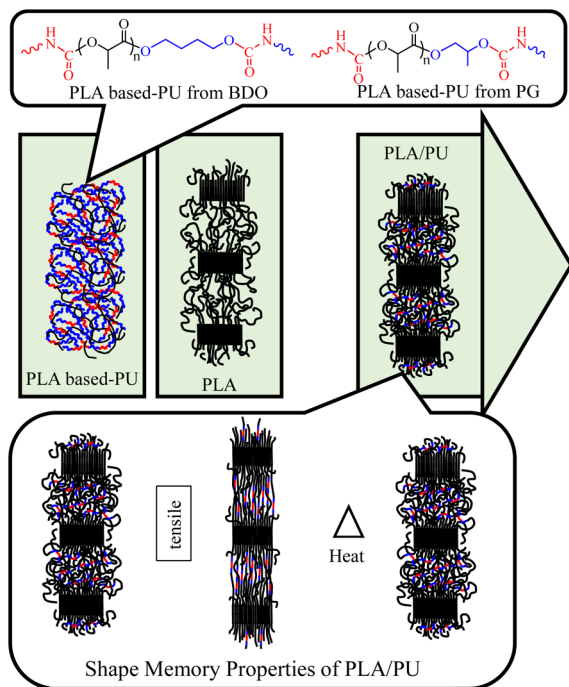 H N O O O n O O O N H
H N O O O n O O O N H
PLA based-PU from BDO
PLA based-PU from PG
PLA based-PU
PLA
PLA/PU
tensile
Heat
Shape Memory Properties of PLA/PU